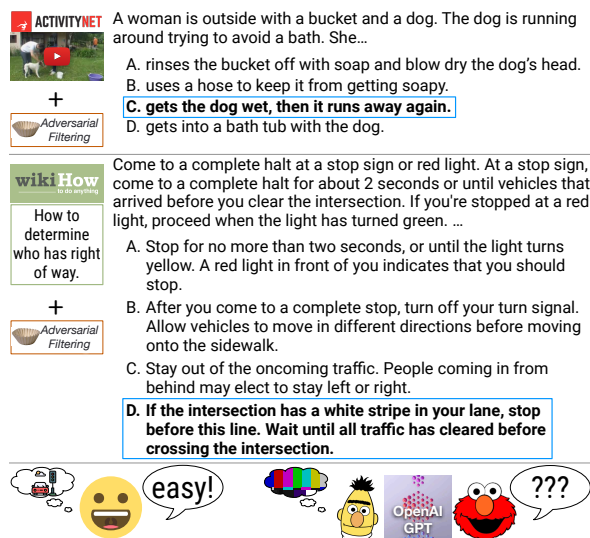 ACTIVITYNET
A woman is outside with a bucket and a dog. The dog is running
around trying to avoid a bath. She…
A. rinses the bucket off with soap and blow dry the dog's head.
B. uses a hose to keep it from getting soapy.
C. gets the dog wet, then it runs away again.
D. gets into a bath tub with the dog.
+
Adversarial
Filtering
wikiHow
to do anything
How to
determine
who has right
of way.
+
Adversarial
Filtering
Come to a complete halt at a stop sign or red light. At a stop sign,
come to a complete halt for about 2 seconds or until vehicles that
arrived before you clear the intersection. If you're stopped at a red
light, proceed when the light has turned green. …
A. Stop for no more than two seconds, or until the light turns
yellow. A red light in front of you indicates that you should
stop.
B. After you come to a complete stop, turn off your turn signal.
Allow vehicles to move in different directions before moving
onto the sidewalk.
C. Stay out of the oncoming traffic. People coming in from
behind may elect to stay left or right.
D. If the intersection has a white stripe in your lane, stop
before this line. Wait until all traffic has cleared before
crossing the intersection.
easy!
OpenAI
GPT
???